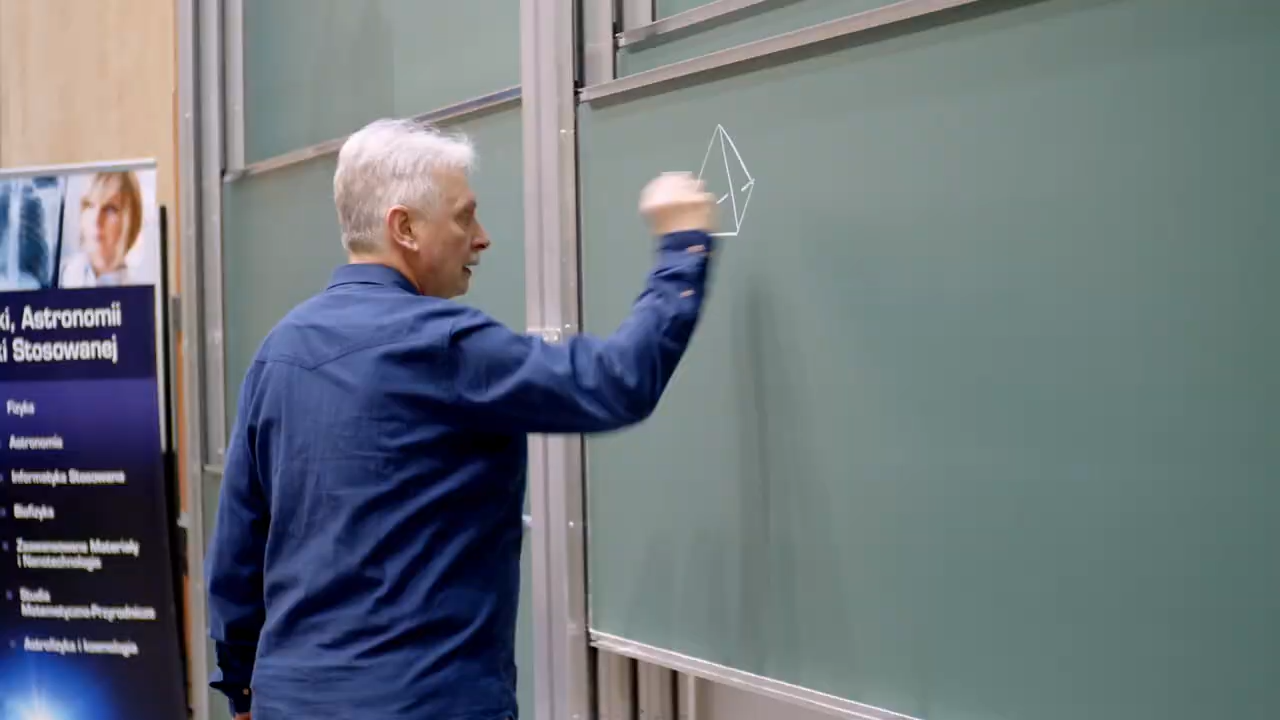 ki, Astronomii
ki Stosowanej
Fizyka
Astronomia
Informatyka Stosowana
Biofizyka
Zaawansowane Materiały
i Nanotechnologia
Studia
Matematyczno-Przyrodnicze
Astrofizyka i kosmologia